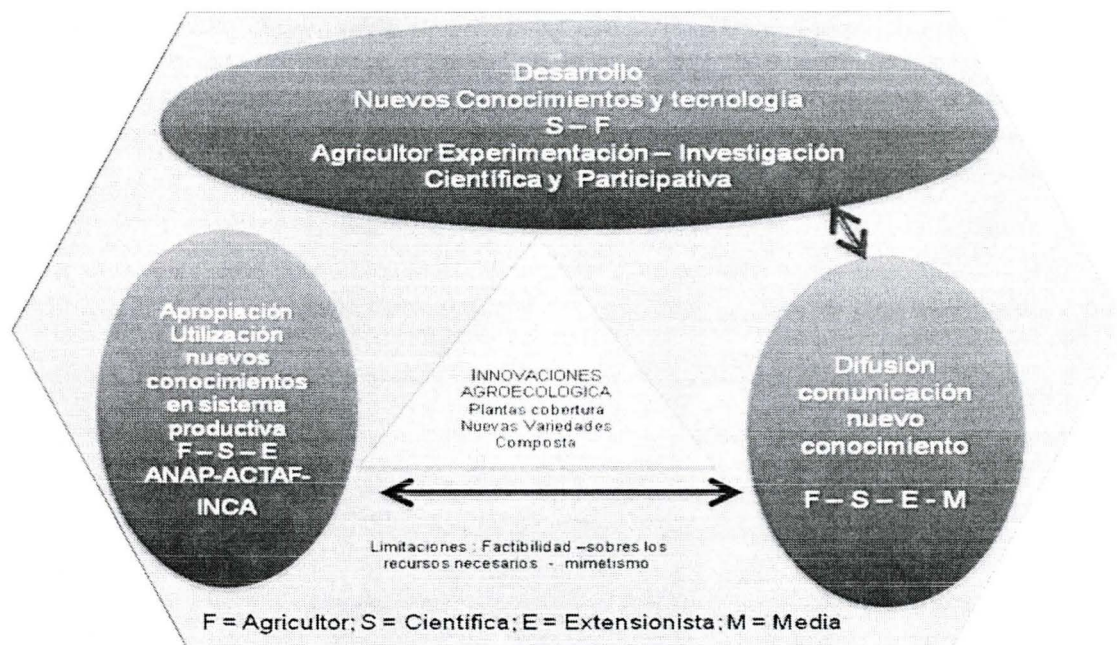 Desarrollo
Nuevos Conocimientos y tecnología
S – F
Agricultor Experimentación – Investigación
Científica y Participativa
Apropiación
Utilización
nuevos
conocimientos
en sistema
productiva
F – S – E
ANAP-ACTAF-
INCA
INNOVACIONES
AGROECOLOGICA
Plantas cobertura
Nuevas Variedades
Composta
Difusión
comunicación
nuevo
conocimiento
F – S – E - M
Limitaciones : Factibilidad –sobres los
recursos necesarios - mimetismo
F = Agricultor; S = Científica; E = Extensionista; M = Media